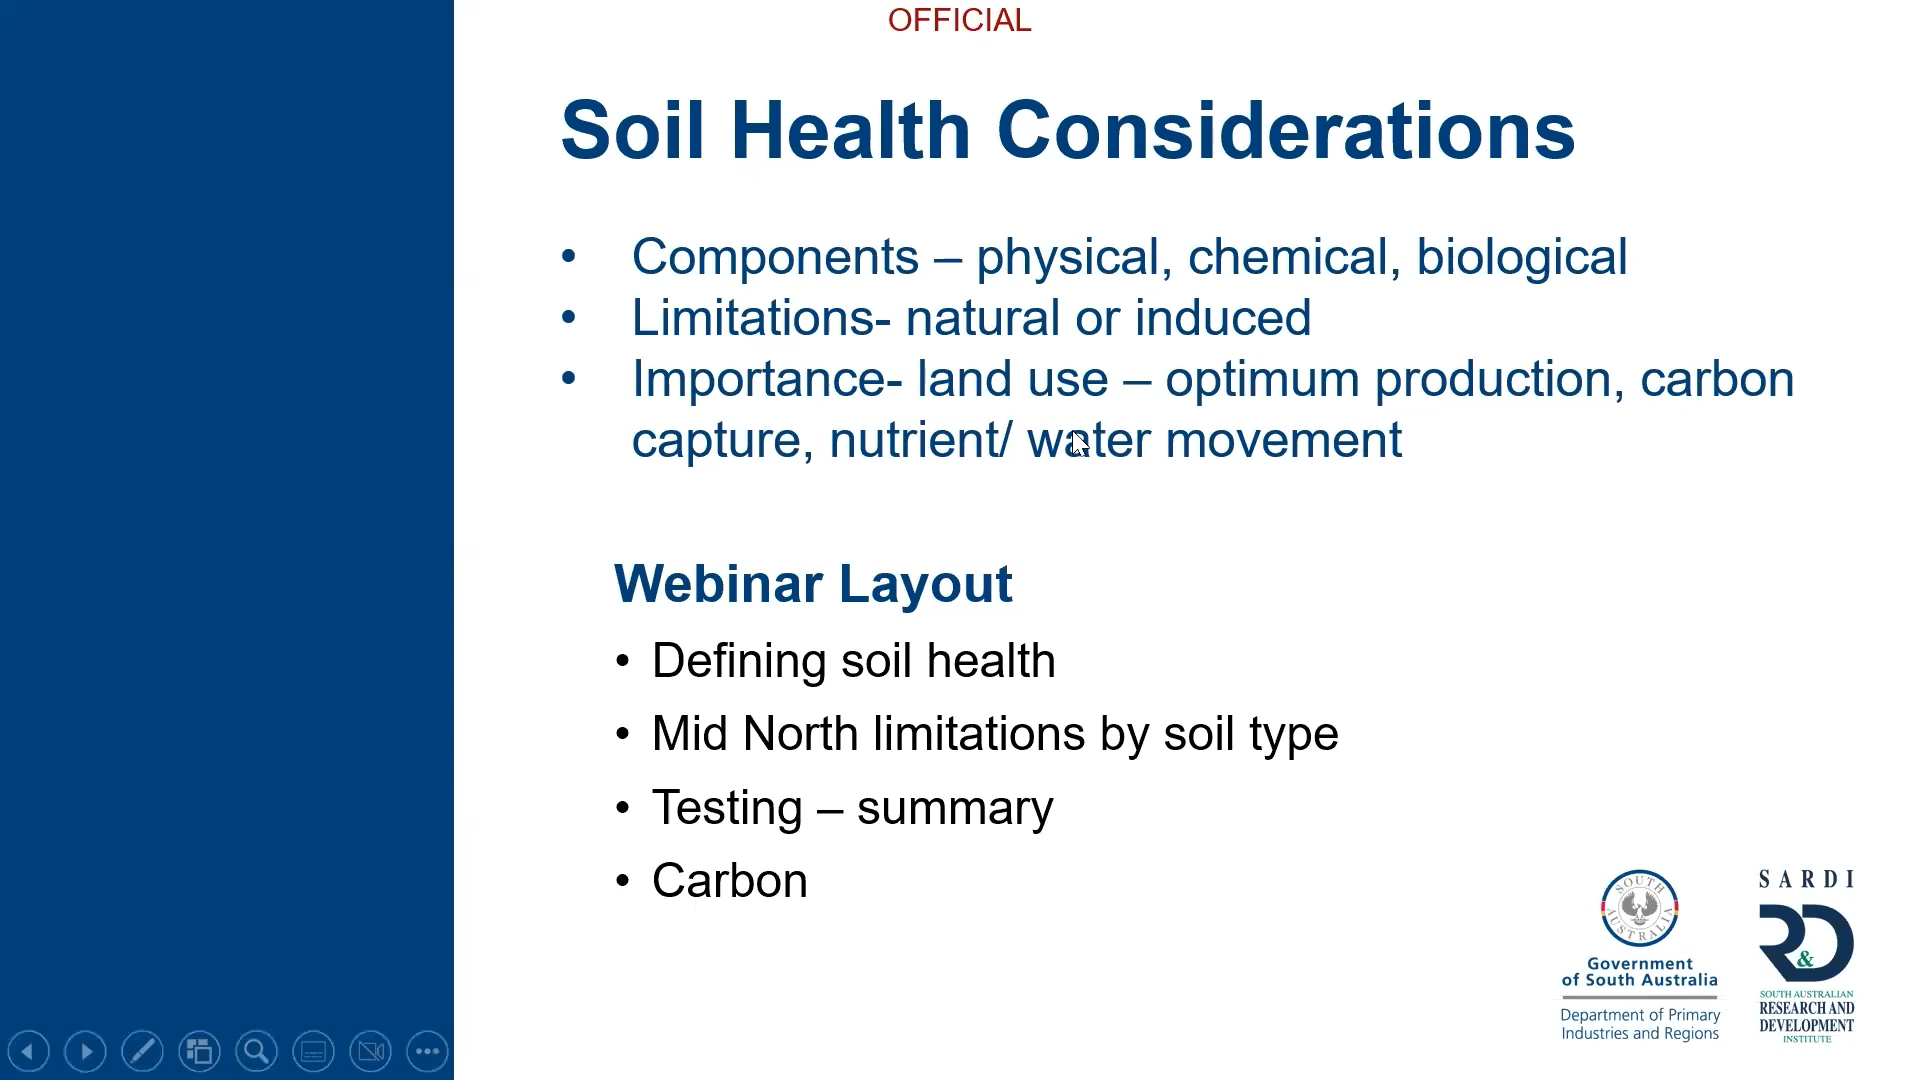 OFFICIAL
Soil Health Considerations
• Components – physical, chemical, biological
• Limitations- natural or induced
• Importance- land use – optimum production, carbon
capture, nutrient/ water movement
Webinar Layout
• Defining soil health
• Mid North limitations by soil type
• Testing – summary
• Carbon
SOUTH AUSTRALIA
Government
of South Australia
Department of Primary
Industries and Regions
SARDI
R&D
SOUTH AUSTRALIAN
RESEARCH AND
DEVELOPMENT
INSTITUTE